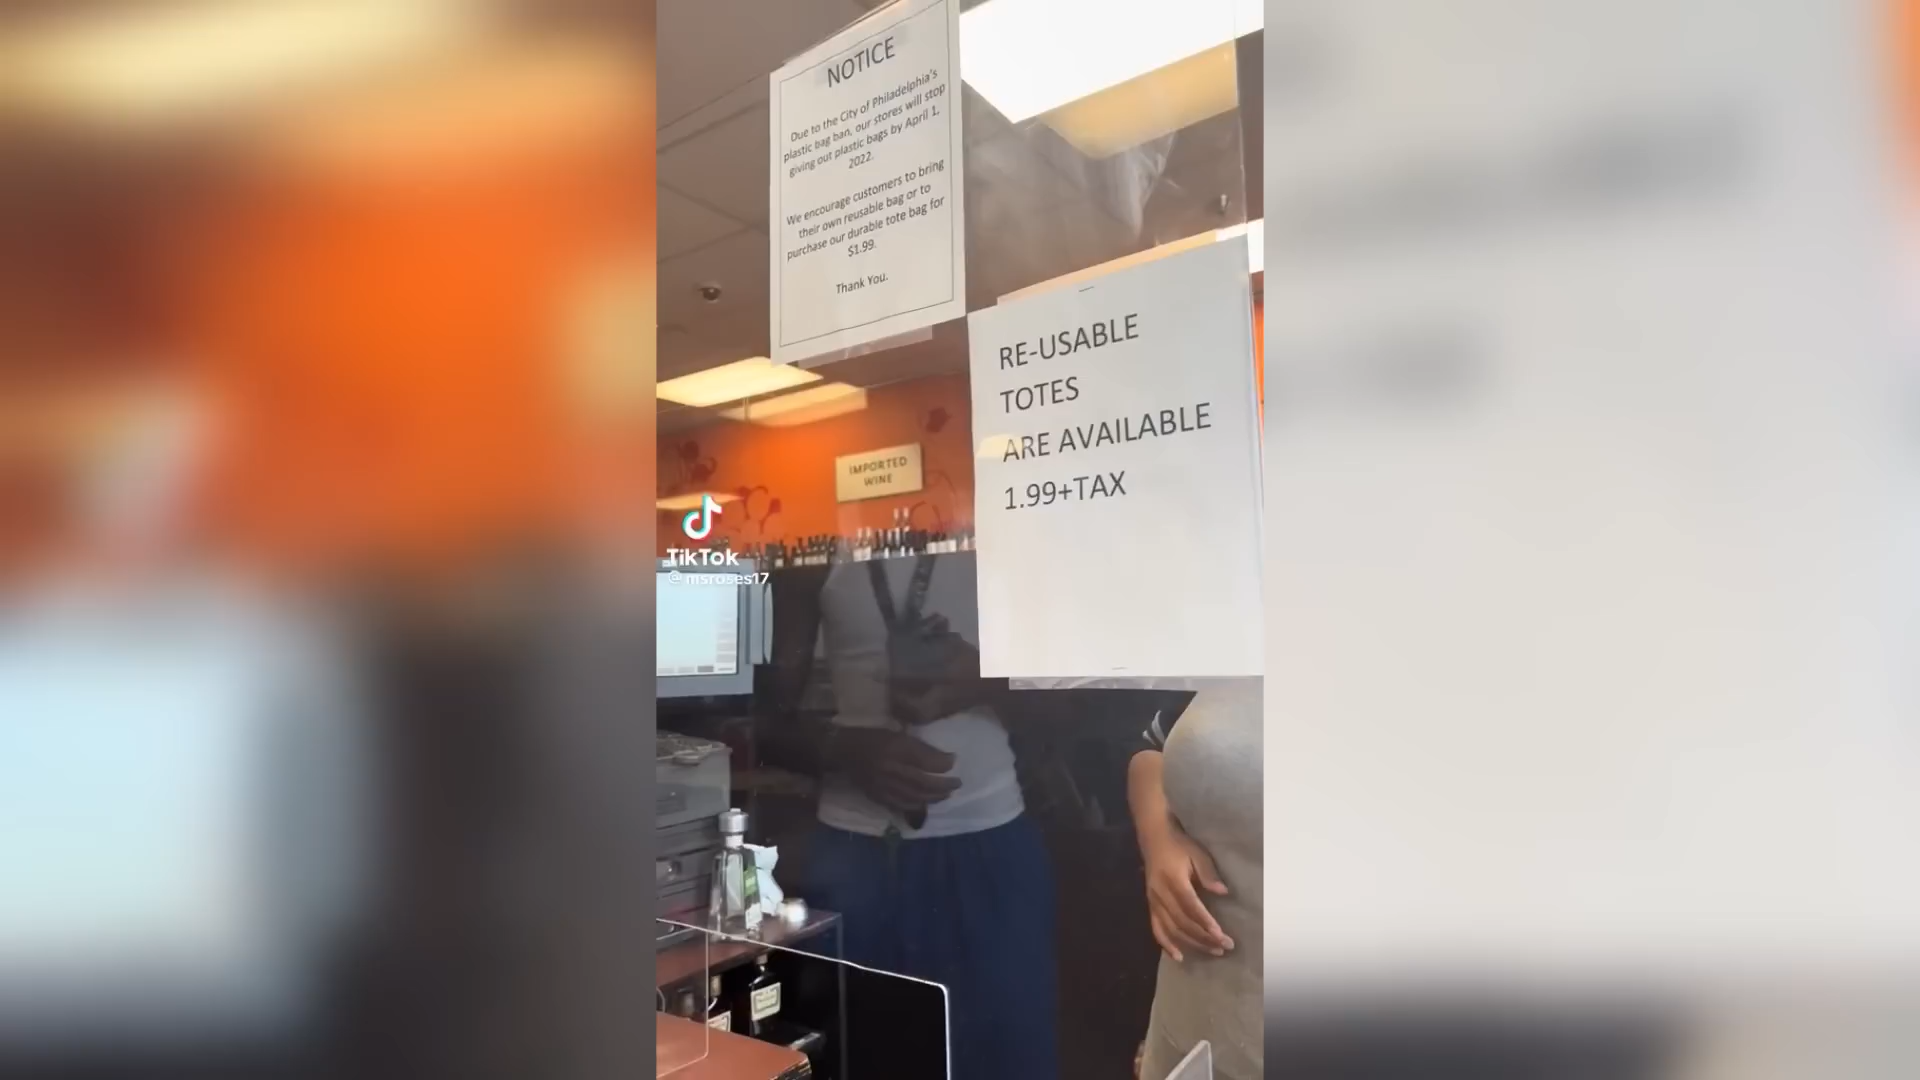 NOTICE
Due to the City of Philadelphia's
plastic bag ban, our stores will stop
giving out plastic bags by April 1,
2022.
We encourage customers to bring
their own reusable bag or to
purchase our durable tote bag for
$1.99.
Thank You.
RE-USABLE
TOTES
ARE AVAILABLE
1.99+TAX
IMPORTED
WINE
TikTok
@msroses17